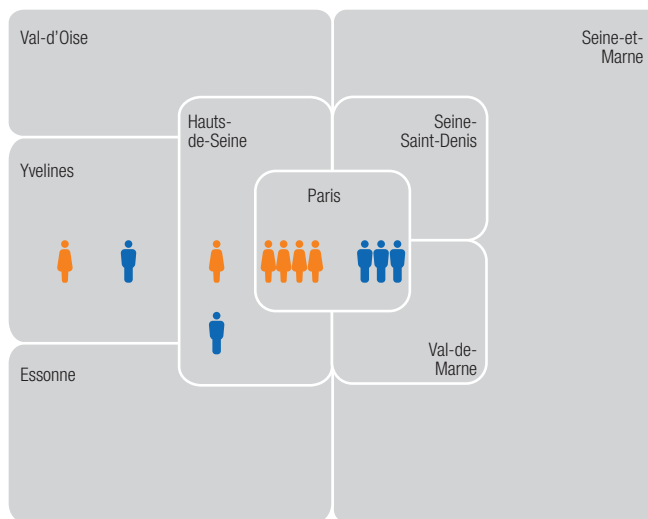 Val-d'Oise
Seine-et-
Marne
Hauts-
de-Seine
Seine-
Saint-Denis
Yvelines
Paris
Essonne
Val-de-
Marne